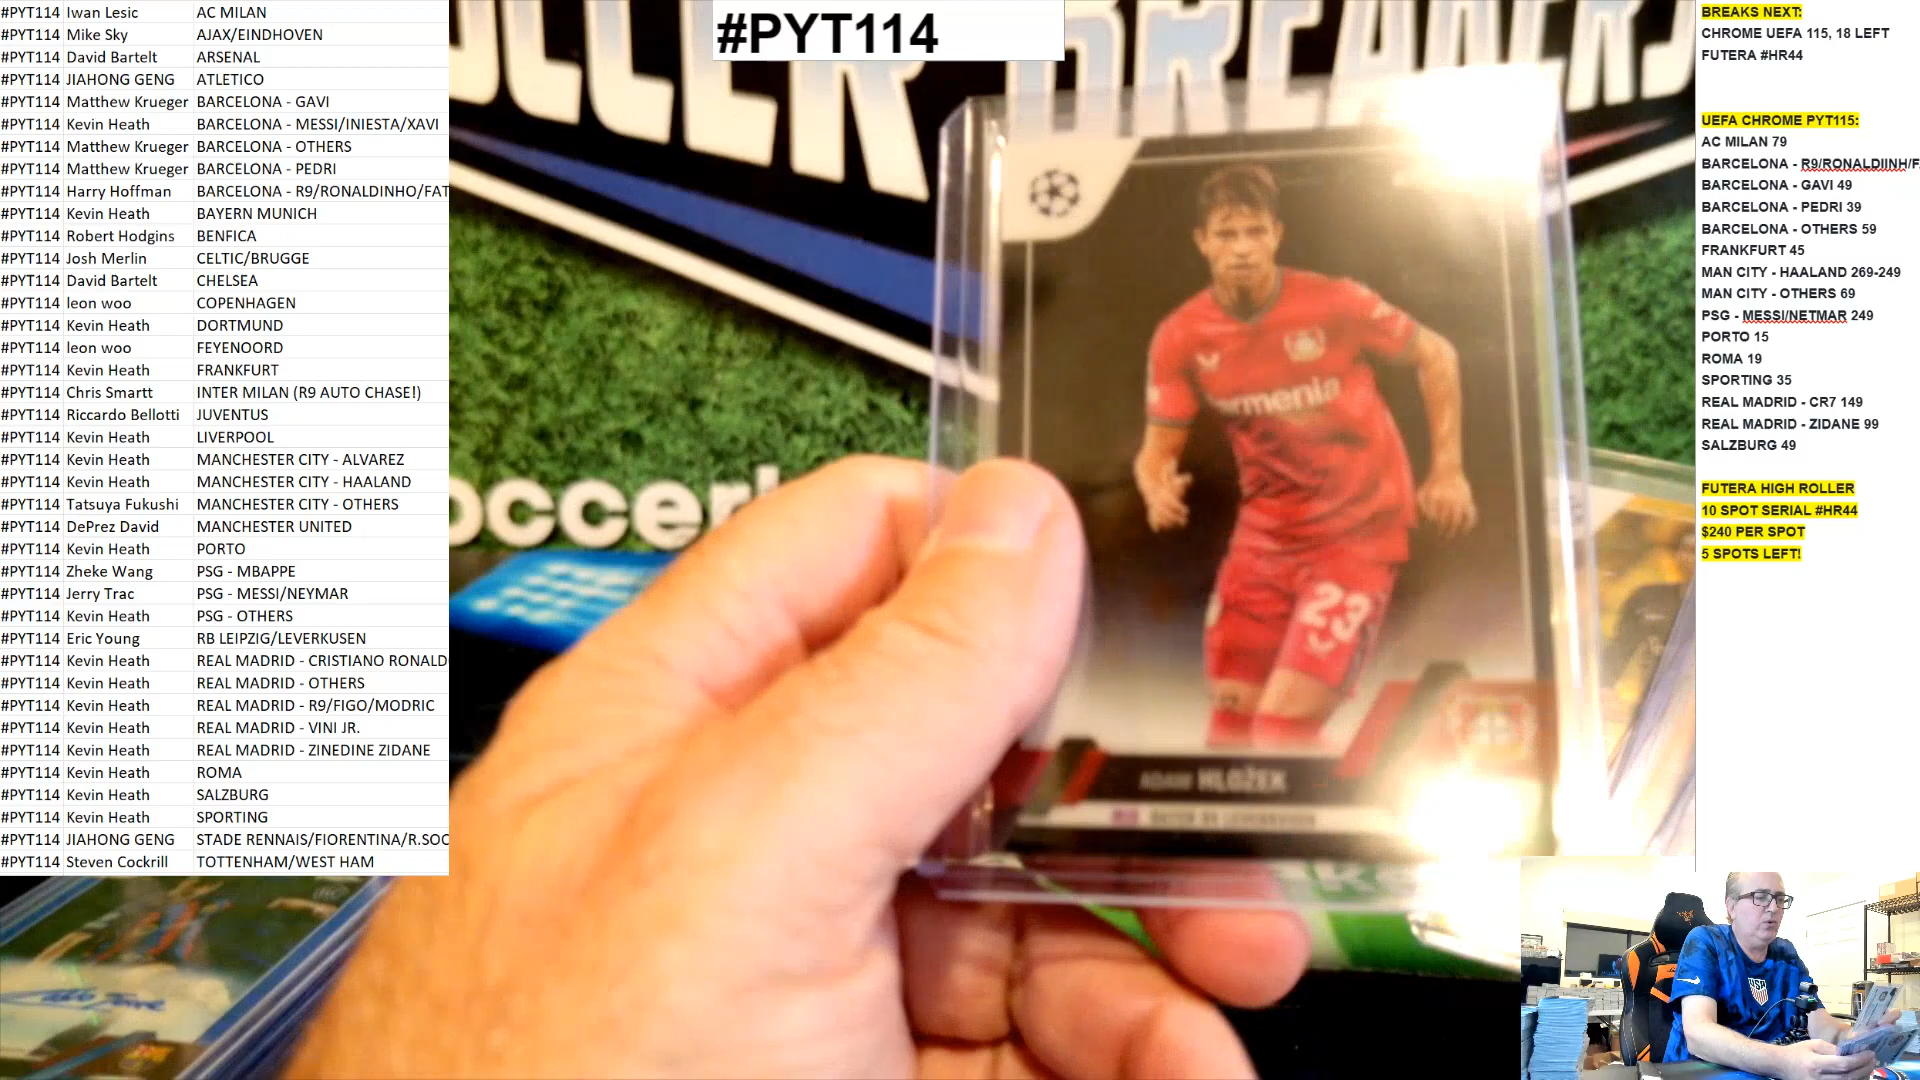 #PYT114 Iwan Lesic AC MILAN
#PYT114 Mike Sky AJAX/EINDHOVEN
#PYT114 David Bartelt ARSENAL
#PYT114 JIAHONG GENG ATLETICO
#PYT114 Matthew Krueger BARCELONA - GAVI
#PYT114 Kevin Heath BARCELONA - MESSI/INIESTA/XAVI
#PYT114 Matthew Krueger BARCELONA - OTHERS
#PYT114 Matthew Krueger BARCELONA - PEDRI
#PYT114 Harry Hoffman BARCELONA - R9/RONALDINHO/FAT
#PYT114 Kevin Heath BAYERN MUNICH
#PYT114 Robert Hodgins BENFICA
#PYT114 Josh Merlin CELTIC/BRUGGE
#PYT114 David Bartelt CHELSEA
#PYT114 leon woo COPENHAGEN
#PYT114 Kevin Heath DORTMUND
#PYT114 leon woo FEYENOORD
#PYT114 Kevin Heath FRANKFURT
#PYT114 Chris Smartt INTER MILAN (R9 AUTO CHASE!)
#PYT114 Riccardo Bellotti JUVENTUS
#PYT114 Kevin Heath LIVERPOOL
#PYT114 Kevin Heath MANCHESTER CITY - ALVAREZ
#PYT114 Kevin Heath MANCHESTER CITY - HAALAND
#PYT114 Tatsuya Fukushi MANCHESTER CITY - OTHERS
#PYT114 DePrez David MANCHESTER UNITED
#PYT114 Kevin Heath PORTO
#PYT114 Zheke Wang PSG - MBAPPE
#PYT114 Jerry Trac PSG - MESSI/NEYMAR
#PYT114 Kevin Heath PSG - OTHERS
#PYT114 Eric Young RB LEIPZIG/LEVERKUSEN
#PYT114 Kevin Heath REAL MADRID - CRISTIANO RONALD
#PYT114 Kevin Heath REAL MADRID - OTHERS
#PYT114 Kevin Heath REAL MADRID - R9/FIGO/MODRIC
#PYT114 Kevin Heath REAL MADRID - VINI JR.
#PYT114 Kevin Heath REAL MADRID - ZINEDINE ZIDANE
#PYT114 Kevin Heath ROMA
#PYT114 Kevin Heath SALZBURG
#PYT114 Kevin Heath SPORTING
#PYT114 JIAHONG GENG STADE RENNAIS/FIORENTINA/R.SOC
#PYT114 Steven Cockrill TOTTENHAM/WEST HAM
#PYT114
OCCER BREAKERS
occer
armenia
23
ADAM HLOŽEK
BAYER 04 LEVERKUSEN
BREAKS NEXT:
CHROME UEFA 115, 18 LEFT
FUTERA #HR44
UEFA CHROME PYT115:
AC MILAN 79
BARCELONA - R9/RONALDIINH/F
BARCELONA - GAVI 49
BARCELONA - PEDRI 39
BARCELONA - OTHERS 59
FRANKFURT 45
MAN CITY - HAALAND 269-249
MAN CITY - OTHERS 69
PSG - MESSI/NETMAR 249
PORTO 15
ROMA 19
SPORTING 35
REAL MADRID - CR7 149
REAL MADRID - ZIDANE 99
SALZBURG 49
FUTERA HIGH ROLLER
10 SPOT SERIAL #HR44
$240 PER SPOT
5 SPOTS LEFT!